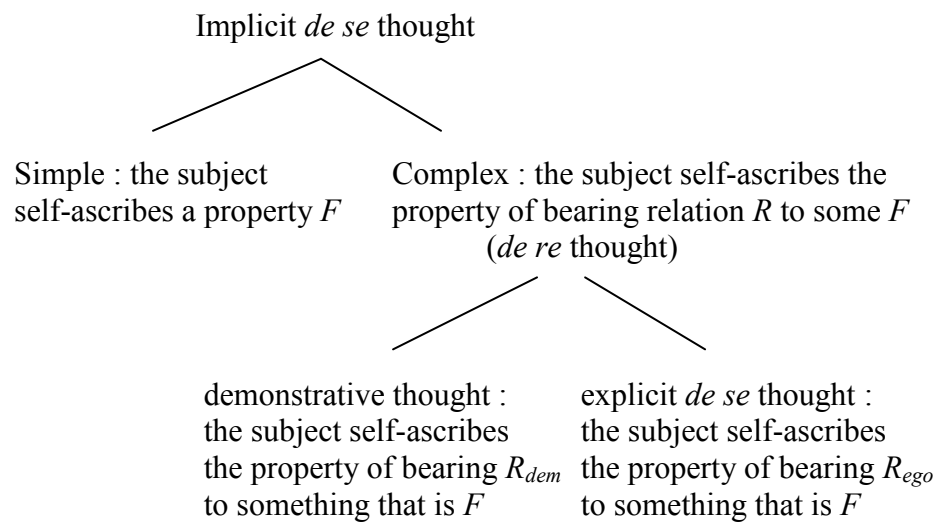 Implicit de se thought
Simple : the subject
self-ascribes a property F
Complex : the subject self-ascribes the
property of bearing relation R to some F
(de re thought)
demonstrative thought :
the subject self-ascribes
the property of bearing Rdem
to something that is F
explicit de se thought :
the subject self-ascribes
the property of bearing Rego
to something that is F